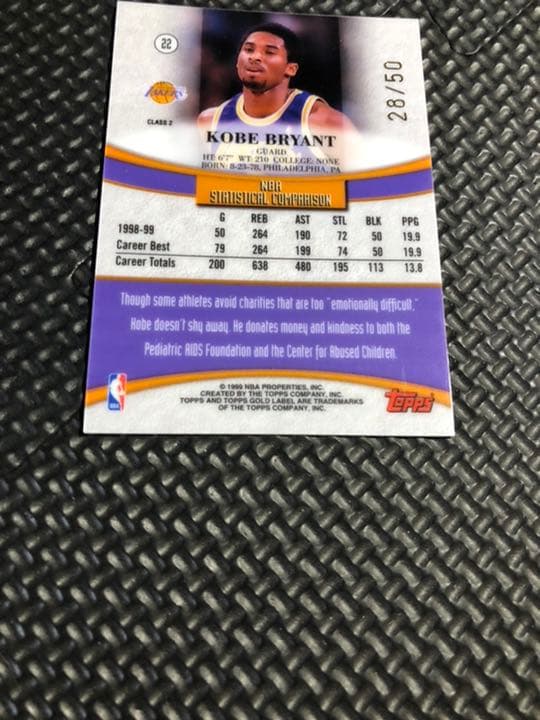 22
28/50
LAKERS
CLASS 2
KOBE BRYANT
GUARD
HT: 6'7" WT: 210 COLLEGE: NONE
BORN: 8-23-78, PHILADELPHIA, PA
NBA
STATISTICAL COMPARISON
G REB AST STL BLK PPG
1998-99 50 264 190 72 50 19.9
Career Best 79 264 199 74 50 19.9
Career Totals 200 638 480 195 113 13.8
Though some athletes avoid charities that are too "emotionally difficult,"
Kobe doesn't shy away. He donates money and kindness to both the
Pediatric AIDS Foundation and the Center for Abused Children.
© 1999 NBA PROPERTIES, INC.
CREATED BY THE TOPPS COMPANY, INC.
TOPPS AND TOPPS GOLD LABEL ARE TRADEMARKS
OF THE TOPPS COMPANY, INC.
NBA
TOPPS